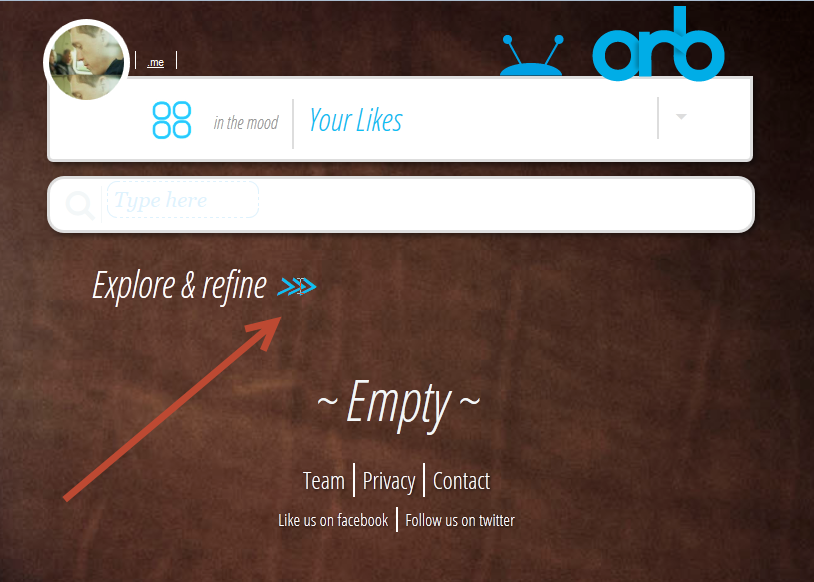 .me
orb
in the mood
Your Likes
Type here
Explore & refine >>>
~ Empty ~
Team | Privacy | Contact
Like us on facebook | Follow us on twitter